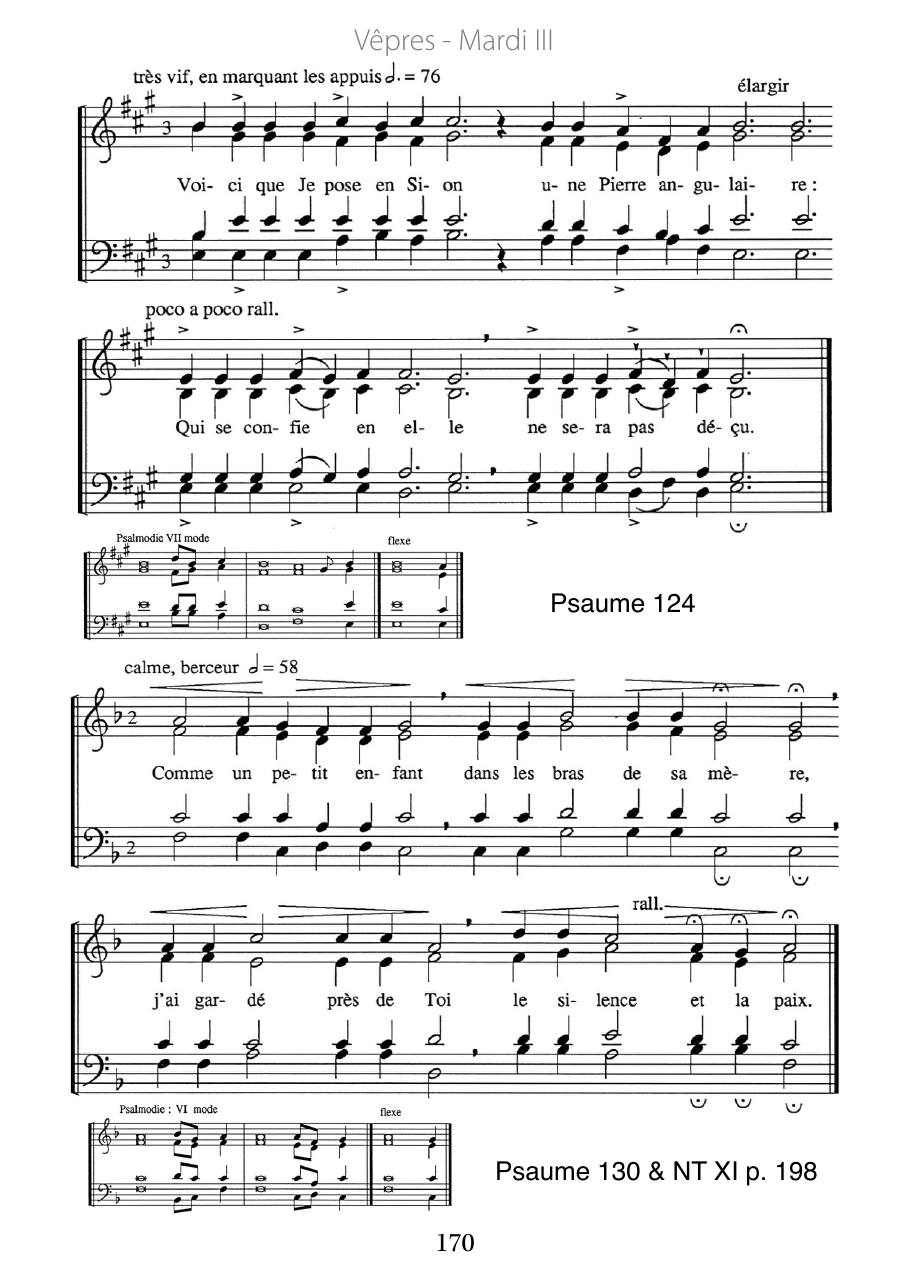 Vêpres - Mardi III
très vif, en marquant les appuis 𝅗𝅥. = 76
élargir
3
Voi- ci que Je pose en Si- on u- ne Pierre an- gu- lai- re :
3
poco a poco rall.
Qui se con- fie en el- le ne se- ra pas dé- çu.
Psalmodie VII mode
flexe
Psaume 124
calme, berceur 𝅗𝅥 = 58
2
Comme un pe- tit en- fant dans les bras de sa mè- re,
2
rall.
j'ai gar- dé près de Toi le si- lence et la paix.
Psalmodie : VI mode
flexe
Psaume 130 & NT XI p. 198
170